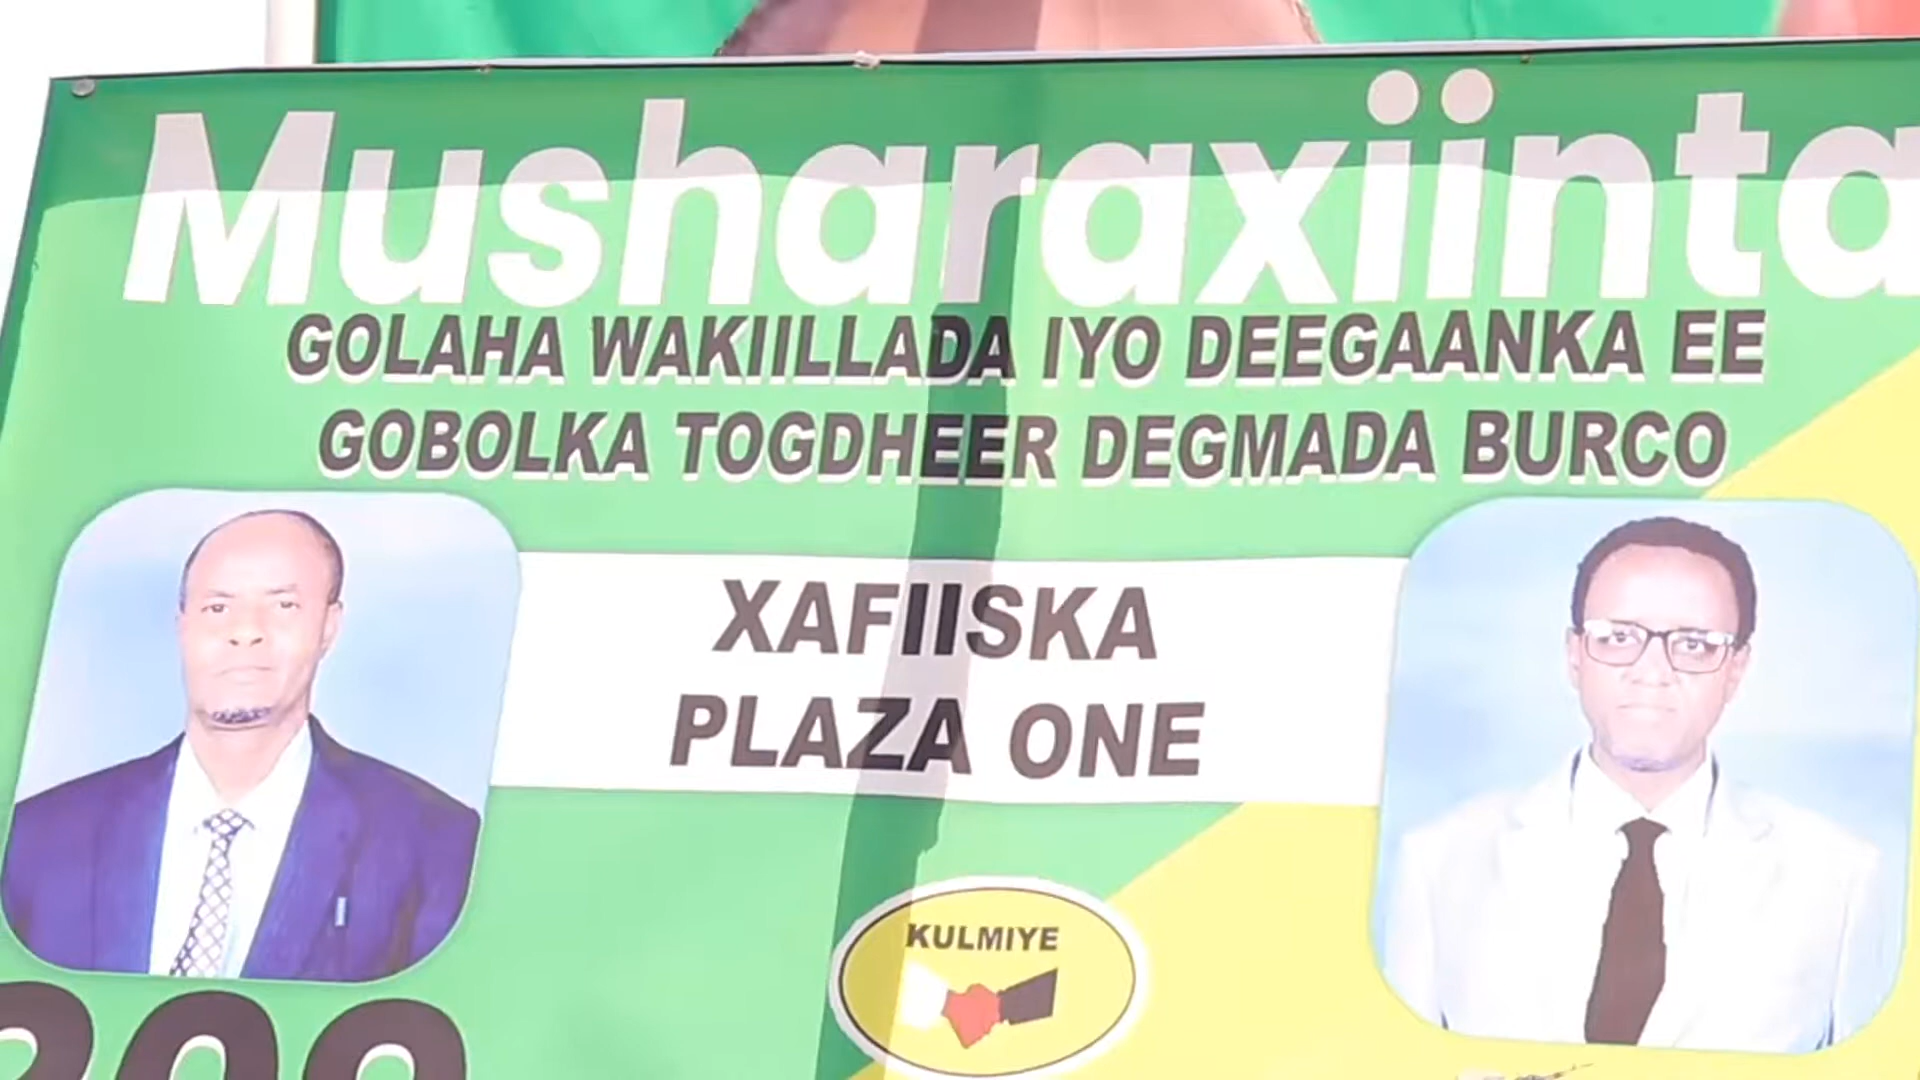 Musharaxiinta
GOLAHA WAKIILLADA IYO DEEGAANKA EE
GOBOLKA TOGDHEER DEGMADA BURCO
XAFIISKA
PLAZA ONE
KULMIYE